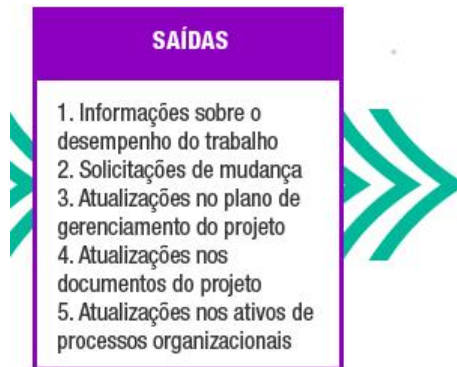 SAÍDAS
1. Informações sobre o
desempenho do trabalho
2. Solicitações de mudança
3. Atualizações no plano de
gerenciamento do projeto
4. Atualizações nos
documentos do projeto
5. Atualizações nos ativos de
processos organizacionais